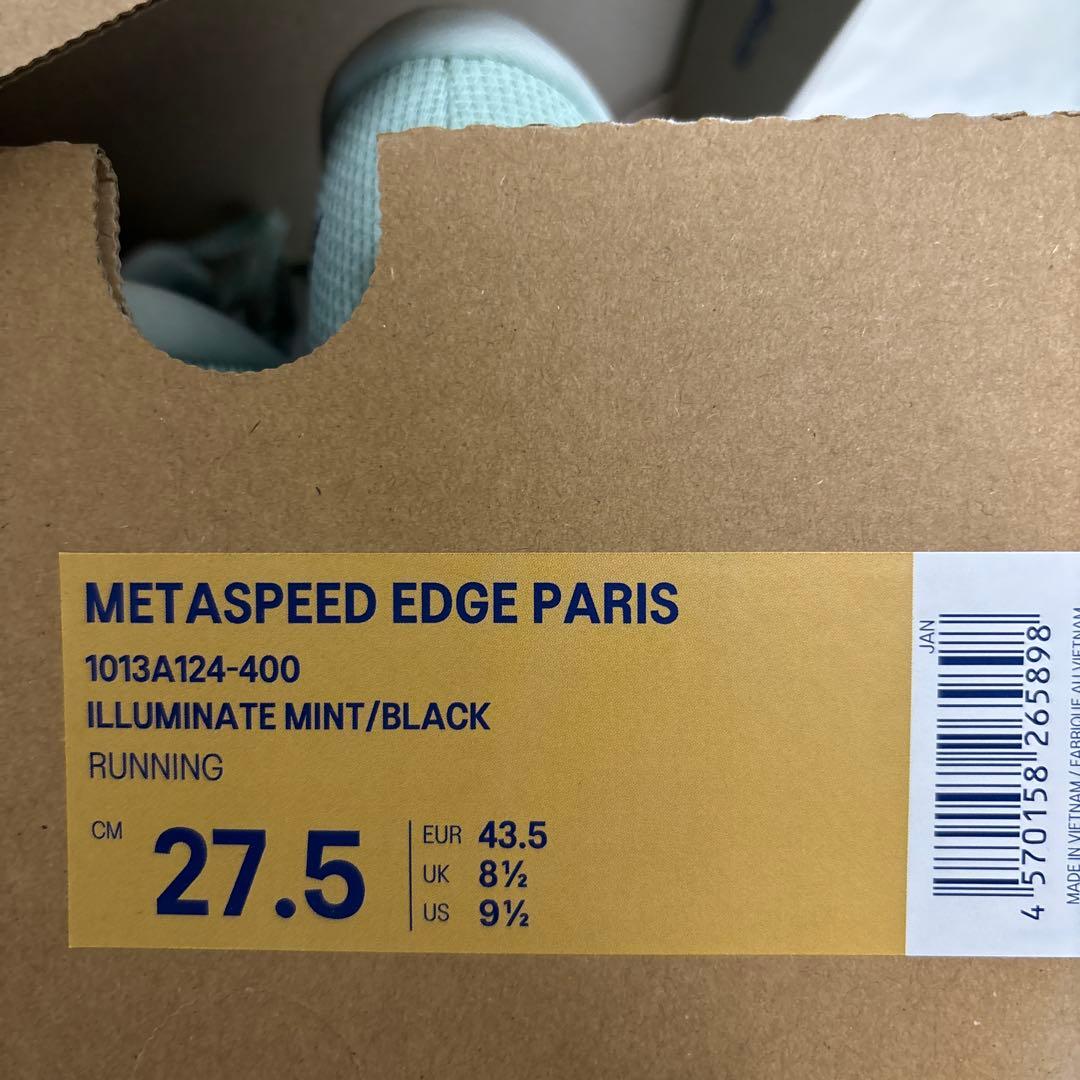 METASPEED EDGE PARIS
1013A124-400
ILLUMINATE MINT/BLACK
RUNNING
CM 27.5
EUR 43.5
UK 8½
US 9½
JAN
4 570158 265898
MADE IN VIETNAM / FABRIQUE AU VIETNAM